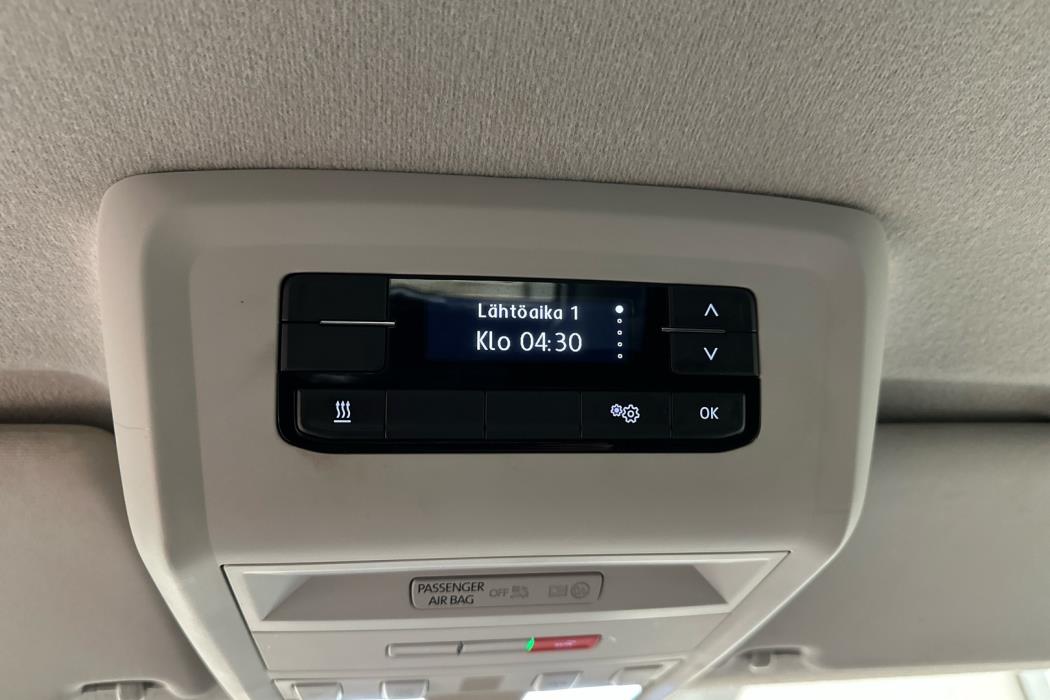 Lähtöaika 1
Klo 04:30
OK
PASSENGER
AIR BAG
OFF